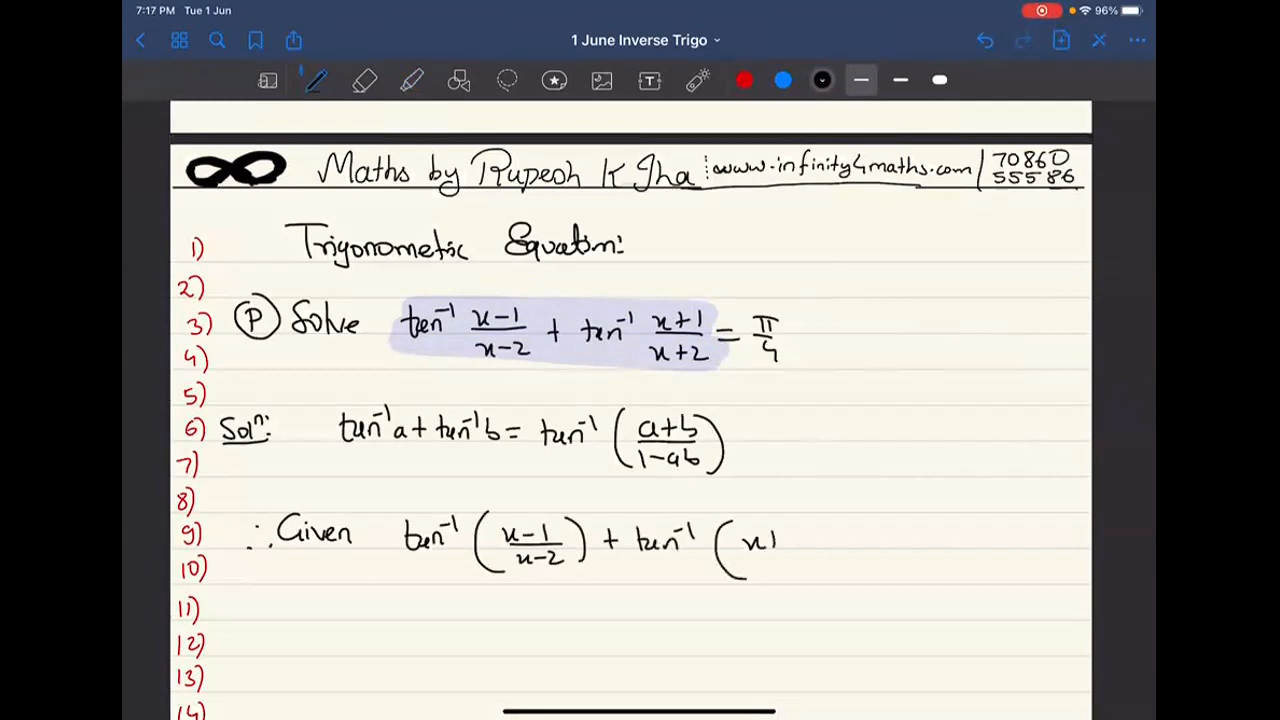 7:17 PM Tue 1 Jun 96%
1 June Inverse Trigo
T
∞ Maths by Rupesh K Jha www.infinity4maths.com / 70860 55586
1) Trigonometric Equation:
2)
3) (P) Solve tan⁻¹ (x-1)/(x-2) + tan⁻¹ (x+1)/(x+2) = π/4
4)
5)
6) Solⁿ: tan⁻¹a + tan⁻¹b = tan⁻¹ ((a+b)/(1-ab))
7)
8)
9) ∴ Given tan⁻¹ ((x-1)/(x-2)) + tan⁻¹ (x1
10)
11)
12)
13)
14)